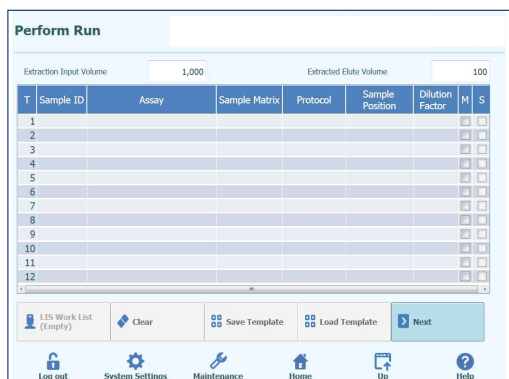 Perform Run
Extraction Input Volume 1,000 Extracted Elute Volume 100
T Sample ID Assay Sample Matrix Protocol Sample Position Dilution Factor M S
1
2
3
4
5
6
7
8
9
10
11
12
LIS Work List (Empty) Clear Save Template Load Template Next
Log out System Settings Maintenance Home Up Help